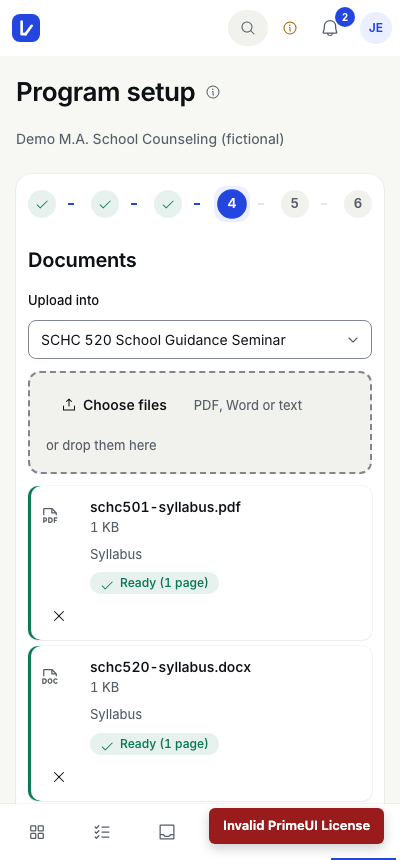 2
JE
Program setup
Demo M.A. School Counseling (fictional)
4
5
6
Documents
Upload into
SCHC 520 School Guidance Seminar
Choose files PDF, Word or text
or drop them here
PDF
schc501-syllabus.pdf
1 KB
Syllabus
Ready (1 page)
DOC
schc520-syllabus.docx
1 KB
Syllabus
Ready (1 page)
Invalid PrimeUI License